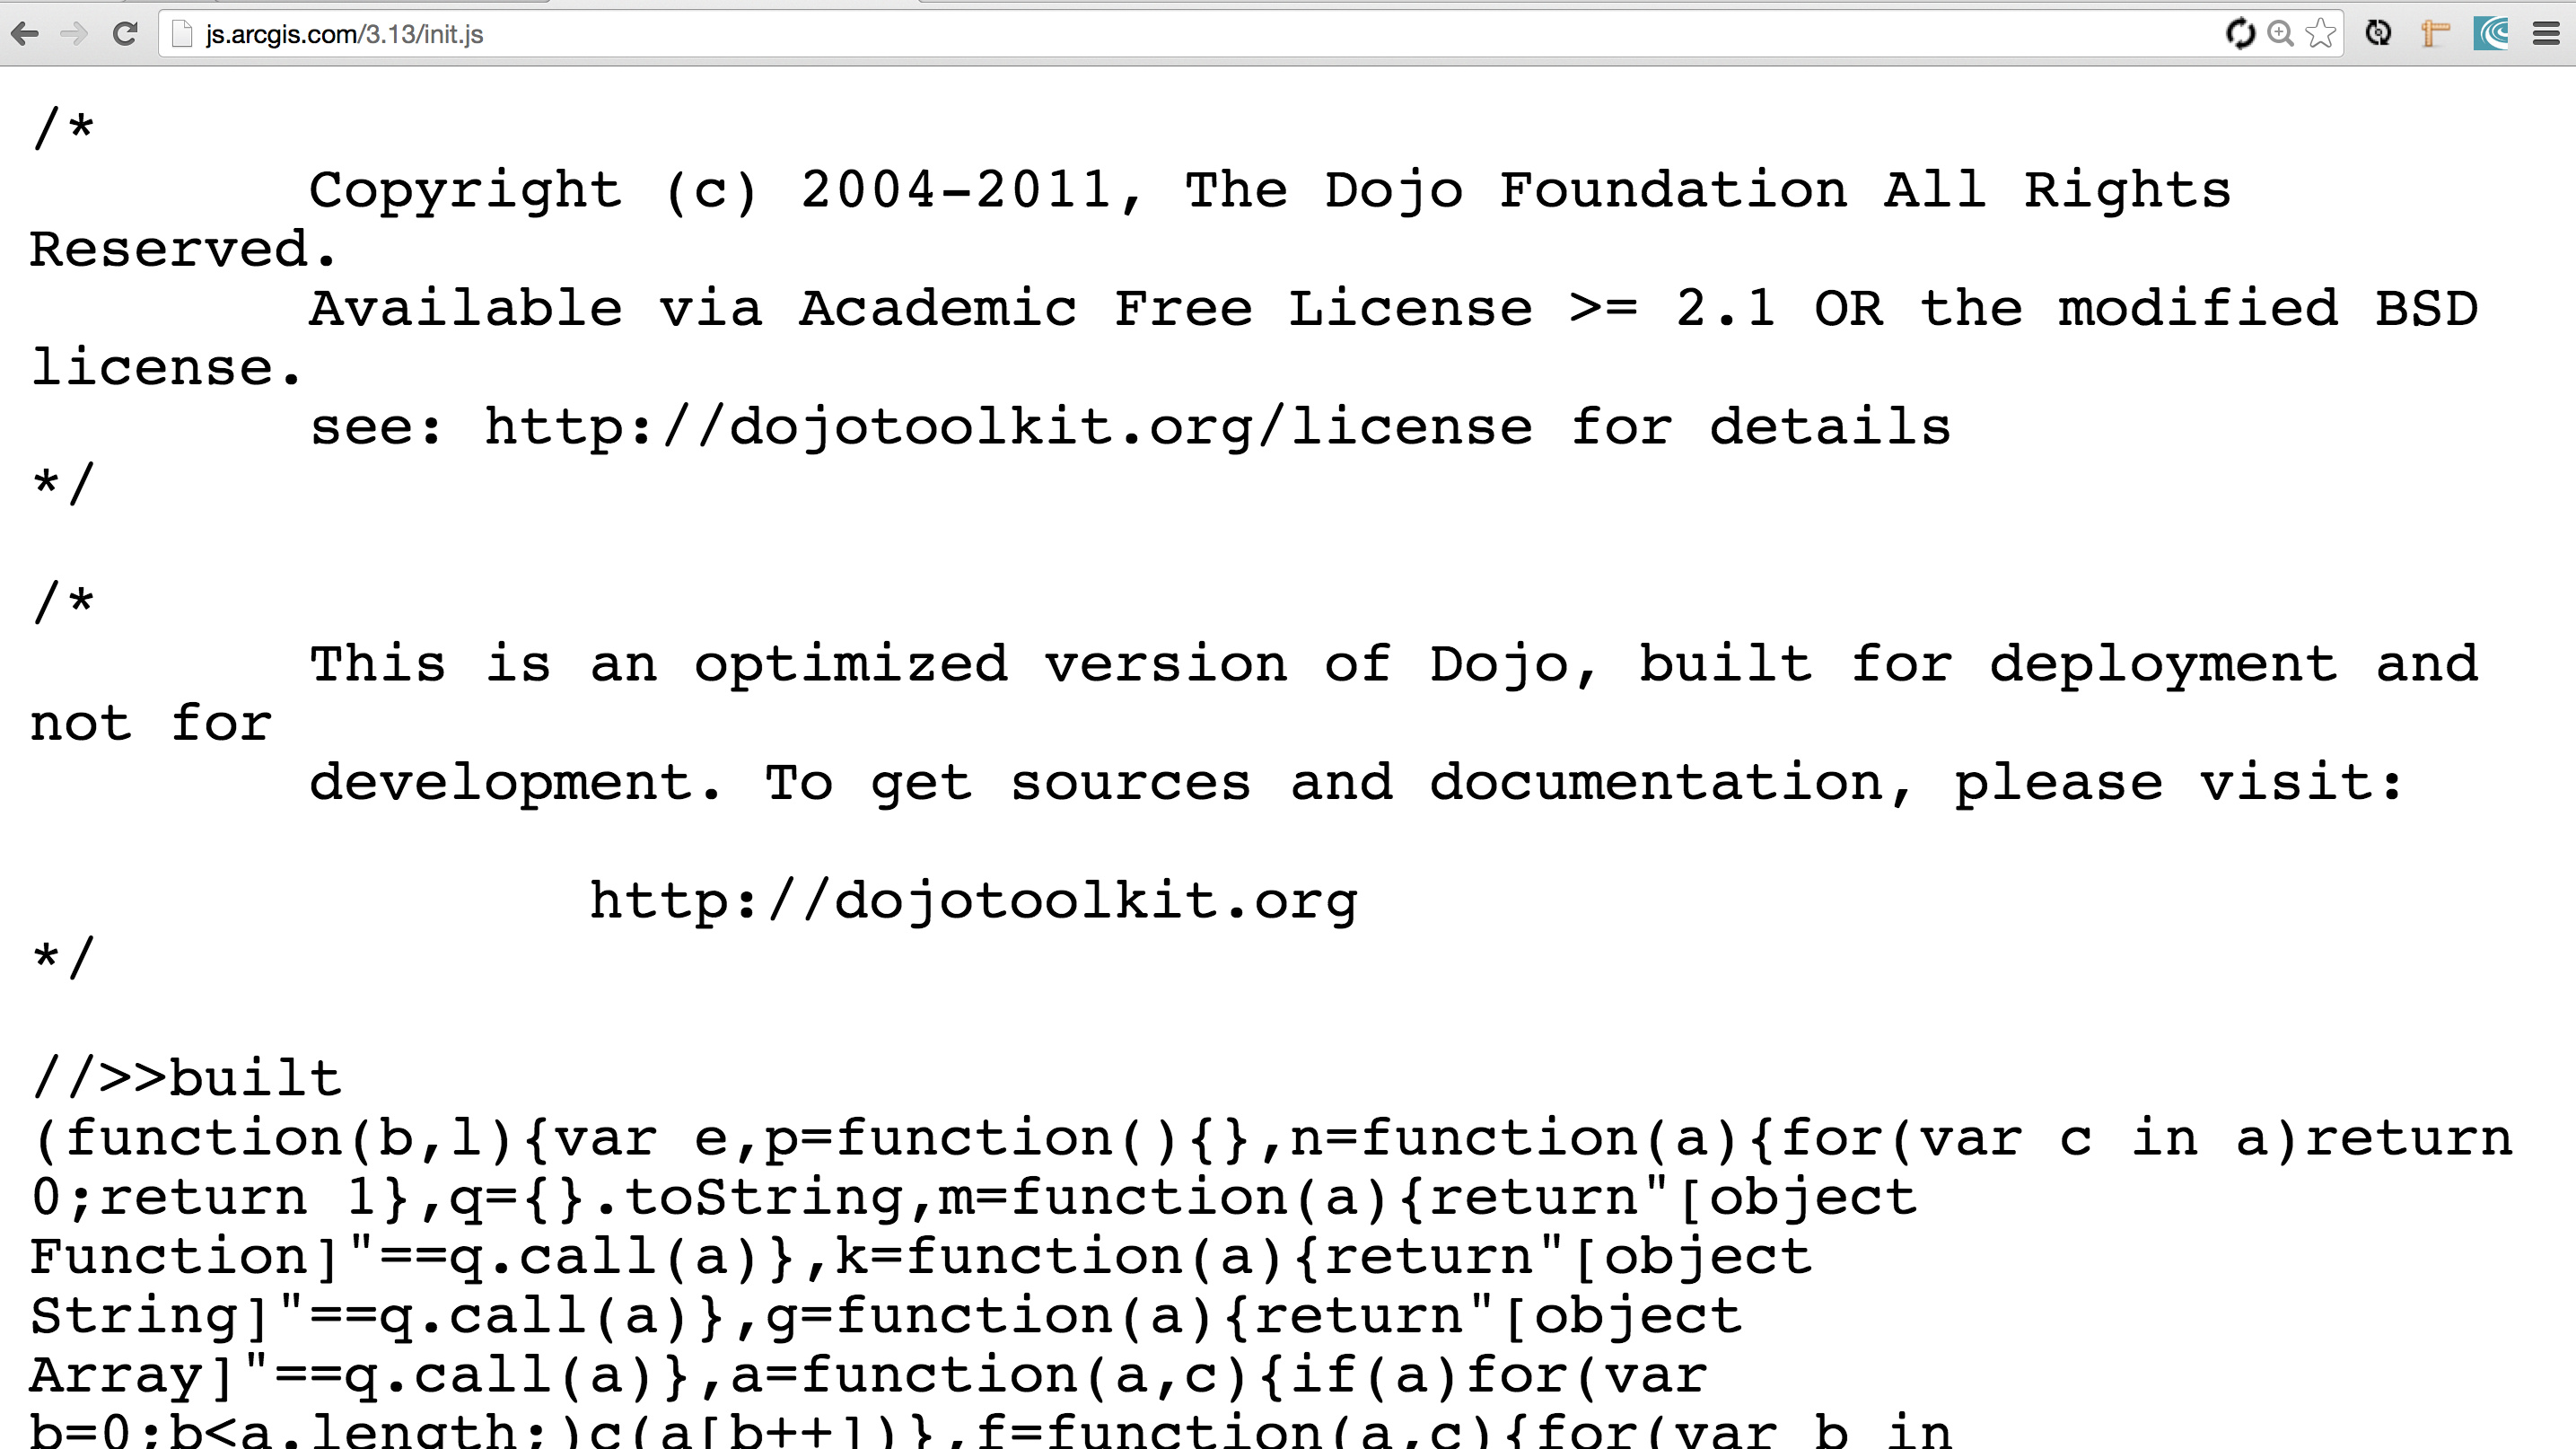 js.arcgis.com/3.13/init.js
/*
Copyright (c) 2004-2011, The Dojo Foundation All Rights
Reserved.
Available via Academic Free License >= 2.1 OR the modified BSD
license.
see: http://dojotoolkit.org/license for details
*/
/*
This is an optimized version of Dojo, built for deployment and
not for
development. To get sources and documentation, please visit:
http://dojotoolkit.org
*/
//>>built
(function(b,l){var e,p=function(){},n=function(a){for(var c in a)return
0;return 1},q={}.toString,m=function(a){return"[object
Function]"==q.call(a)},k=function(a){return"[object
String]"==q.call(a)},g=function(a){return"[object
Array]"==q.call(a)},a=function(a,c){if(a)for(var
b=0;b<a.length;)c(a[b++])},f=function(a,c){for(var b in